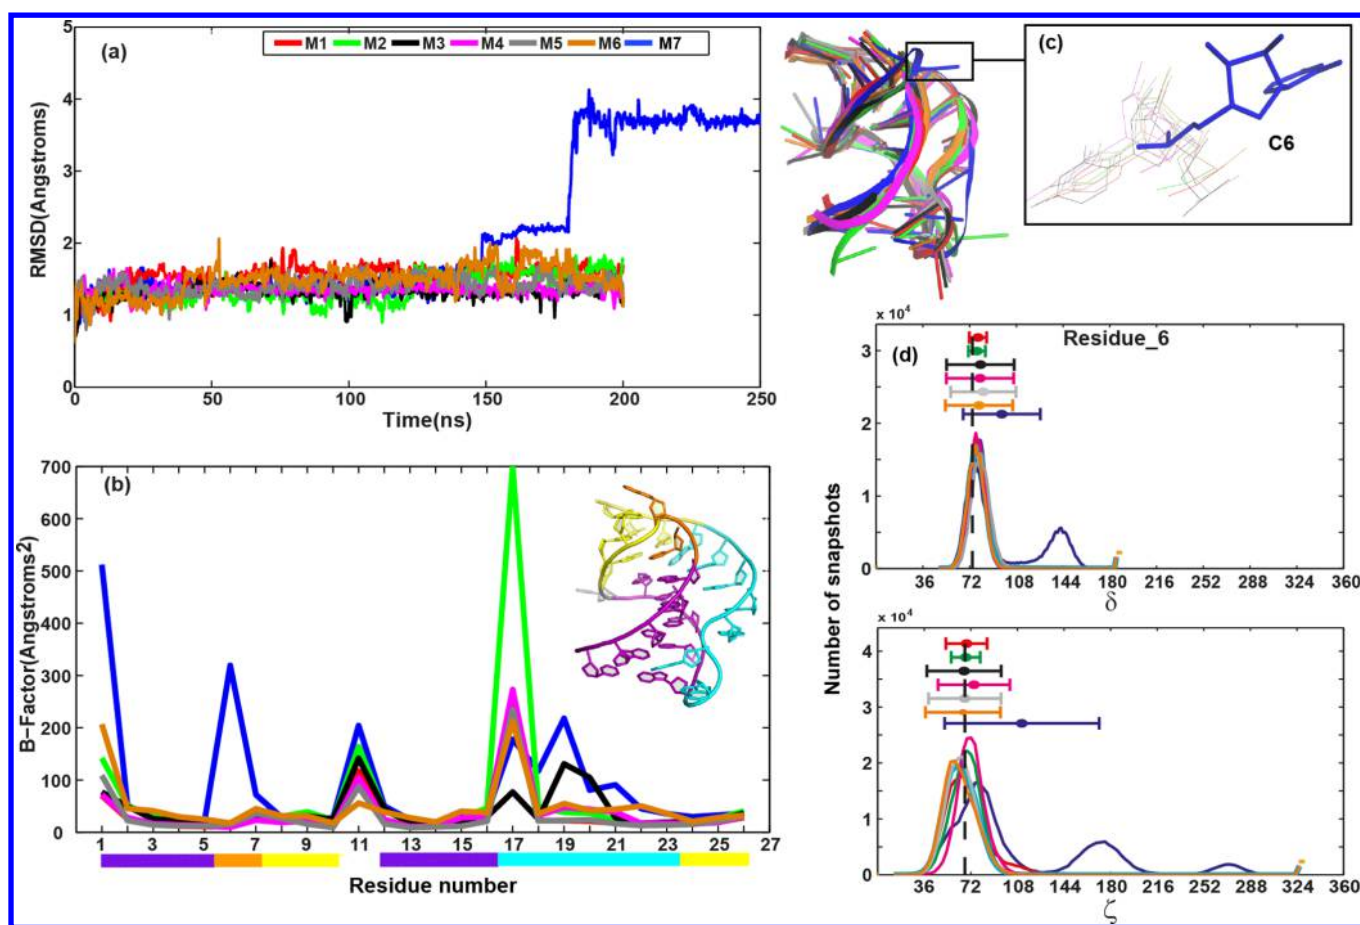 (a)
M1 M2 M3 M4 M5 M6 M7
RMSD(Angstroms)
5
4
3
2
1
0
0 50 100 150 200 250
Time(ns)
(c)
C6
(b)
B-Factor(Angstroms²)
700
600
500
400
300
200
100
0
1 3 5 7 9 11 13 15 17 19 21 23 25 27
Residue number
Number of snapshots
x 10⁴
(d)
Residue_6
3
2
1
0
36 72 108 144 180 216 252 288 324 360
δ
x 10⁴
4
3
2
1
0
36 72 108 144 180 216 252 288 324 360
ζ